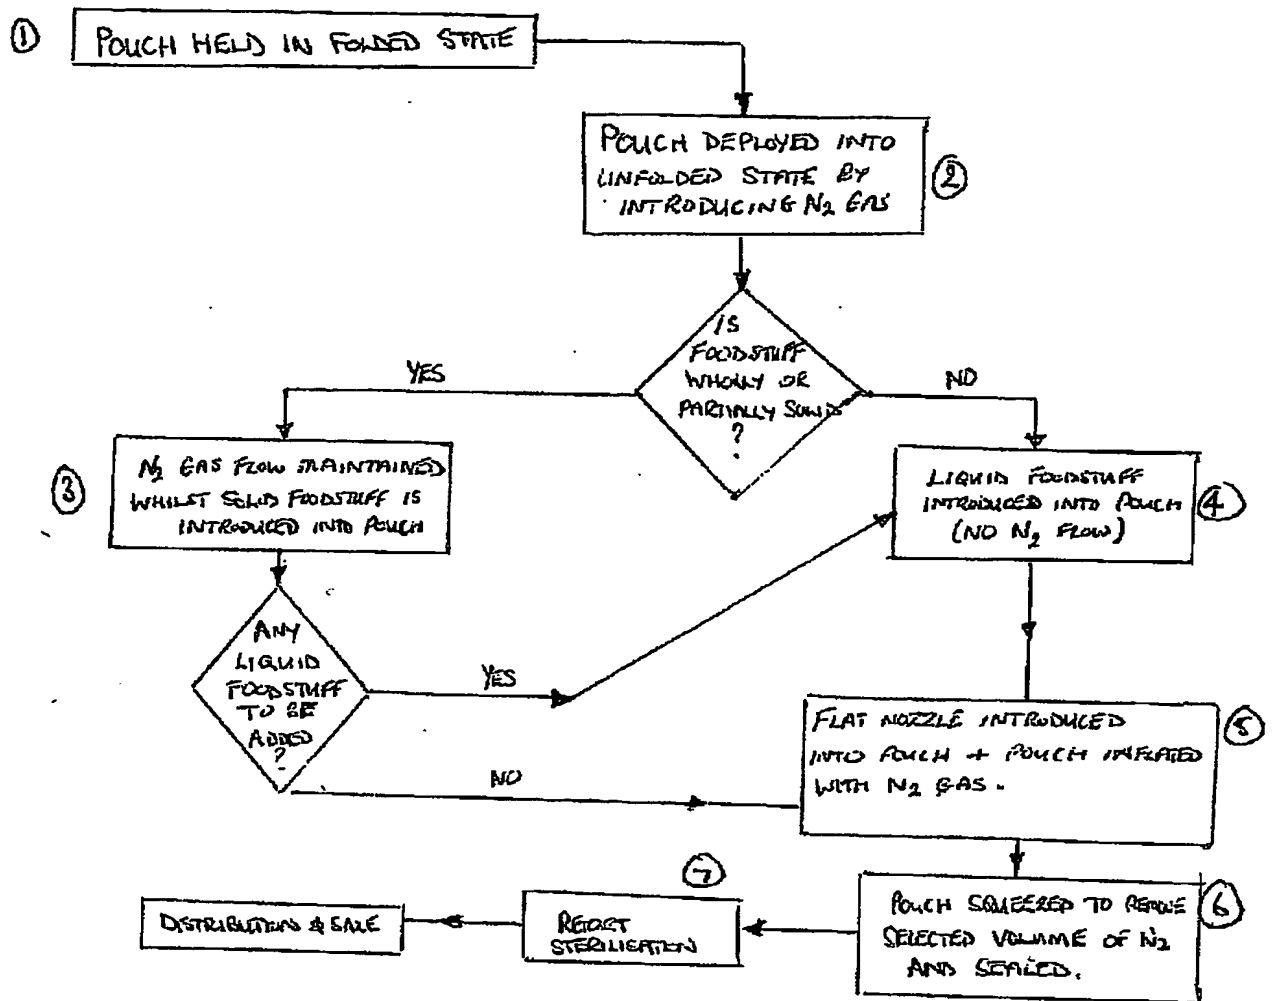 ①
POUCH HELD IN FOLDED STATE
POUCH DEPLOYED INTO
UNFOLDED STATE BY
INTRODUCING N₂ GAS
②
IS
FOODSTUFF
WHOLLY OR
PARTIALLY SOLID
?
YES
NO
③
N₂ GAS FLOW MAINTAINED
WHILST SOLID FOODSTUFF IS
INTRODUCED INTO POUCH
LIQUID FOODSTUFF
INTRODUCED INTO POUCH
(NO N₂ FLOW)
④
ANY
LIQUID
FOODSTUFF
TO BE
ADDED
?
YES
NO
FLAT NOZZLE INTRODUCED
INTO POUCH + POUCH INFLATED
WITH N₂ GAS.
⑤
POUCH SQUEEZED TO REMOVE
SELECTED VOLUME OF N₂
AND SEALED.
⑥
⑦
RETORT
STERILISATION
DISTRIBUTION & SALE